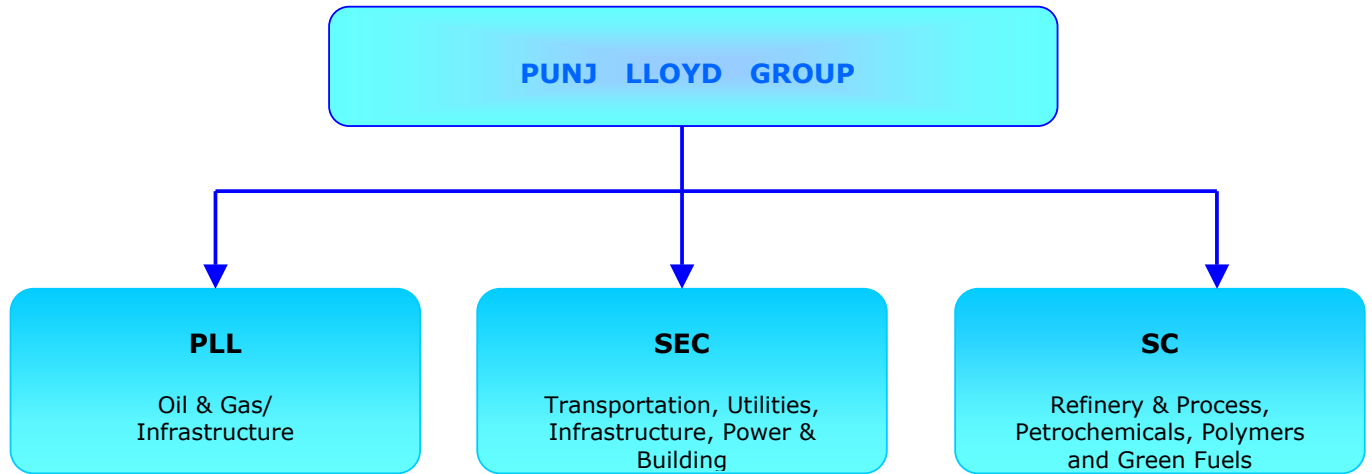 PUNJ LLOYD GROUP
PLL
Oil & Gas/
Infrastructure
SEC
Transportation, Utilities,
Infrastructure, Power &
Building
SC
Refinery & Process,
Petrochemicals, Polymers
and Green Fuels